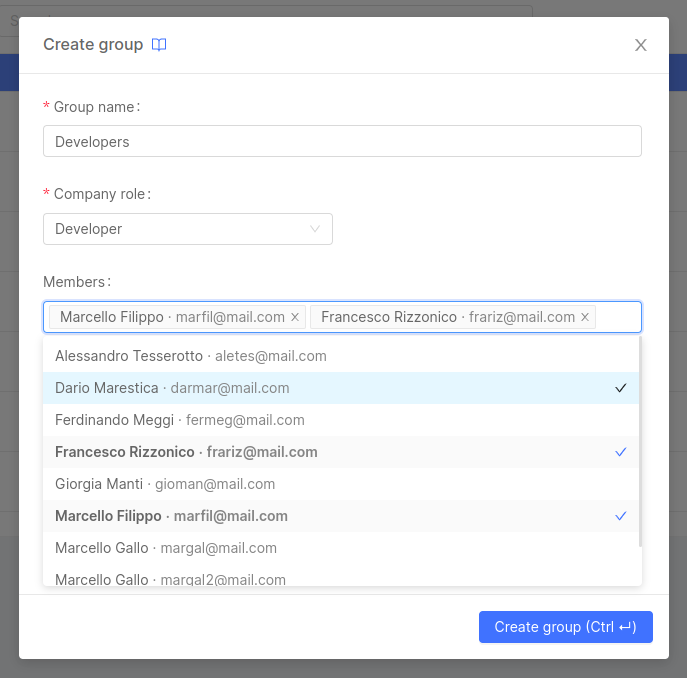 Create group
* Group name:
Developers
* Company role:
Developer
Members:
Marcello Filippo · marfil@mail.com Francesco Rizzonico · frariz@mail.com
Alessandro Tesserotto · aletes@mail.com
Dario Marestica · darmar@mail.com
Ferdinando Meggi · fermeg@mail.com
Francesco Rizzonico · frariz@mail.com
Giorgia Manti · gioman@mail.com
Marcello Filippo · marfil@mail.com
Marcello Gallo · margal@mail.com
Marcello Gallo · margal2@mail.com
Create group (Ctrl ↵)